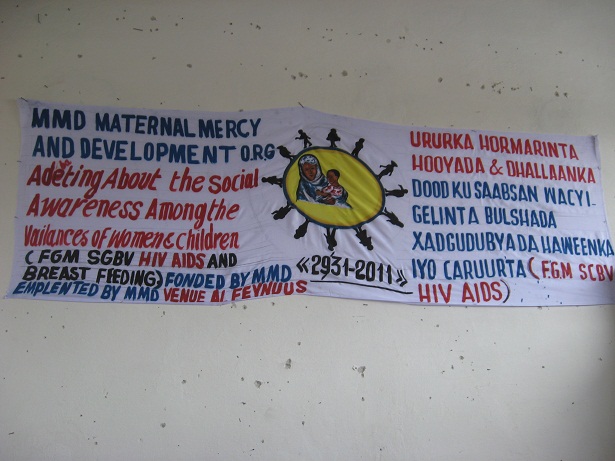 MMD MATERNAL MERCY
AND DEVELOPMENT O.R.G
Adeting About the social
Awareness Among the
Vailances of women & children
( FGM SGBV HIV AIDS AND
BREAST FEEDING) FONDED BY MMD
EMPLENTED BY MMD VENUE AL FEYNUUS
«2931-2011»
URURKA HORMARINTA
HOOYADA & DHALLAANKA
DOOD KU SAABSAN WACYI-
GELINTA BULSHADA
XADGUDUBYADA HAWEENKA
IYO CARUURTA ( FGM SGBV
HIV AIDS)